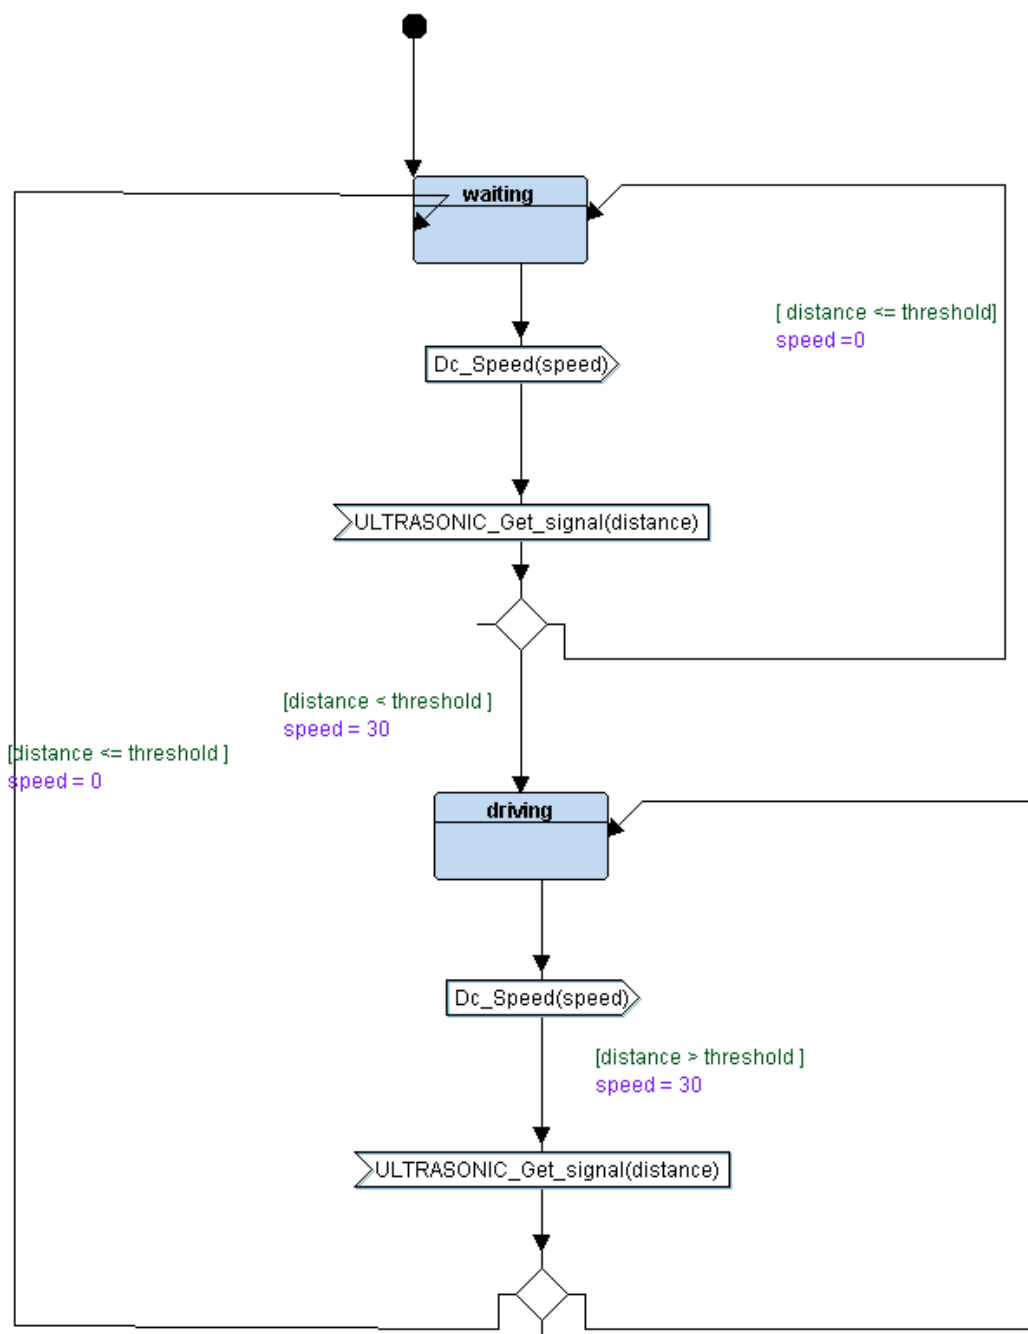 waiting
[ distance <= threshold]
speed =0
Dc_Speed(speed)
ULTRASONIC_Get_signal(distance)
[distance < threshold ]
speed = 30
[distance <= threshold ]
speed = 0
driving
Dc_Speed(speed)
[distance > threshold ]
speed = 30
ULTRASONIC_Get_signal(distance)